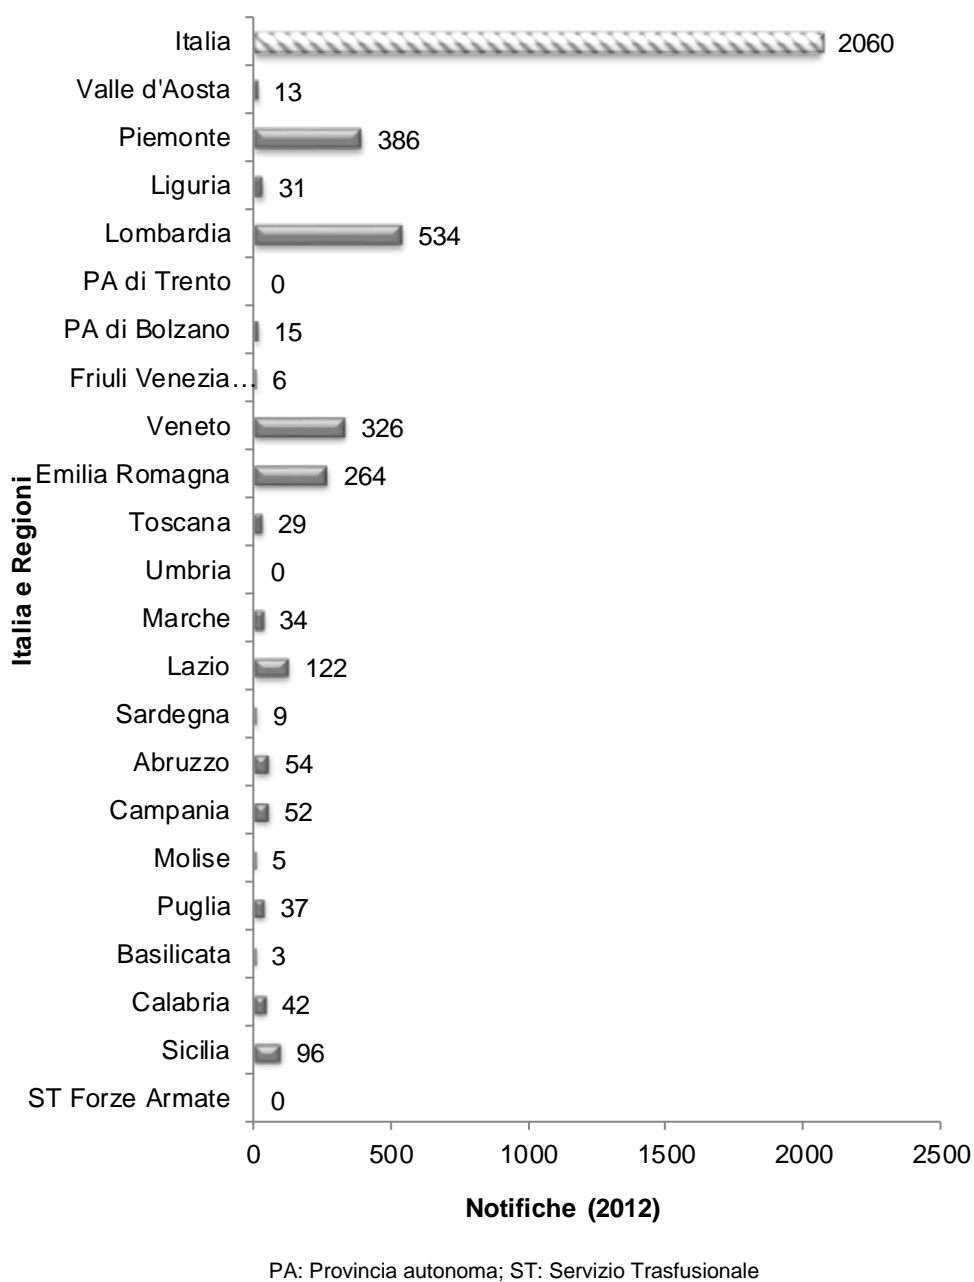 Italia 2060
Valle d'Aosta 13
Piemonte 386
Liguria 31
Lombardia 534
PA di Trento 0
PA di Bolzano 15
Friuli Venezia... 6
Veneto 326
Emilia Romagna 264
Toscana 29
Umbria 0
Marche 34
Lazio 122
Sardegna 9
Abruzzo 54
Campania 52
Molise 5
Puglia 37
Basilicata 3
Calabria 42
Sicilia 96
ST Forze Armate 0
Italia e Regioni
0 500 1000 1500 2000 2500
Notifiche (2012)
PA: Provincia autonoma; ST: Servizio Trasfusionale